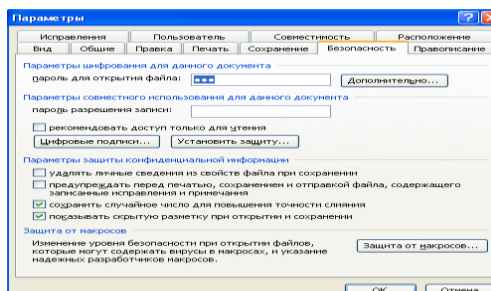 Параметры
Исправления Пользователь Совместимость Расположение
Вид Общие Правка Печать Сохранение Безопасность Правописание
Параметры шифрования для данного документа
пароль для открытия файла: ••• Дополнительно...
Параметры совместного использования для данного документа
пароль разрешения записи:
рекомендовать доступ только для чтения
Цифровые подписи... Установить защиту...
Параметры защиты конфиденциальной информации
удалять личные сведения из свойств файла при сохранении
предупреждать перед печатью, сохранением и отправкой файла, содержащего
записанные исправления и примечания
сохранить случайное число для повышения точности слияния
показывать скрытую разметку при открытии и сохранении
Защита от макросов
Изменение уровня безопасности при открытии файлов,
которые могут содержать вирусы в макросах, и указание
надежных разработчиков макросов.
Защита от макросов...
ОК Отмена